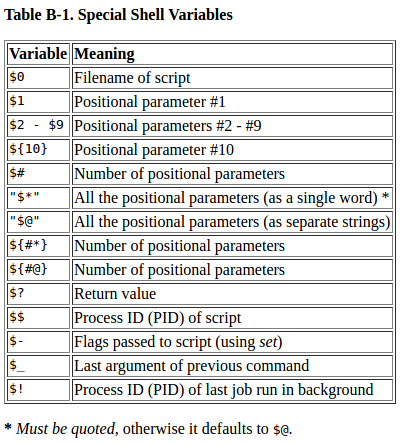 Table B-1. Special Shell Variables
Variable Meaning
$0 Filename of script
$1 Positional parameter #1
$2 - $9 Positional parameters #2 - #9
${10} Positional parameter #10
$# Number of positional parameters
"$*" All the positional parameters (as a single word) *
"$@" All the positional parameters (as separate strings)
${#*} Number of positional parameters
${#@} Number of positional parameters
$? Return value
$$ Process ID (PID) of script
$- Flags passed to script (using set)
$_ Last argument of previous command
$! Process ID (PID) of last job run in background
* Must be quoted, otherwise it defaults to $@.